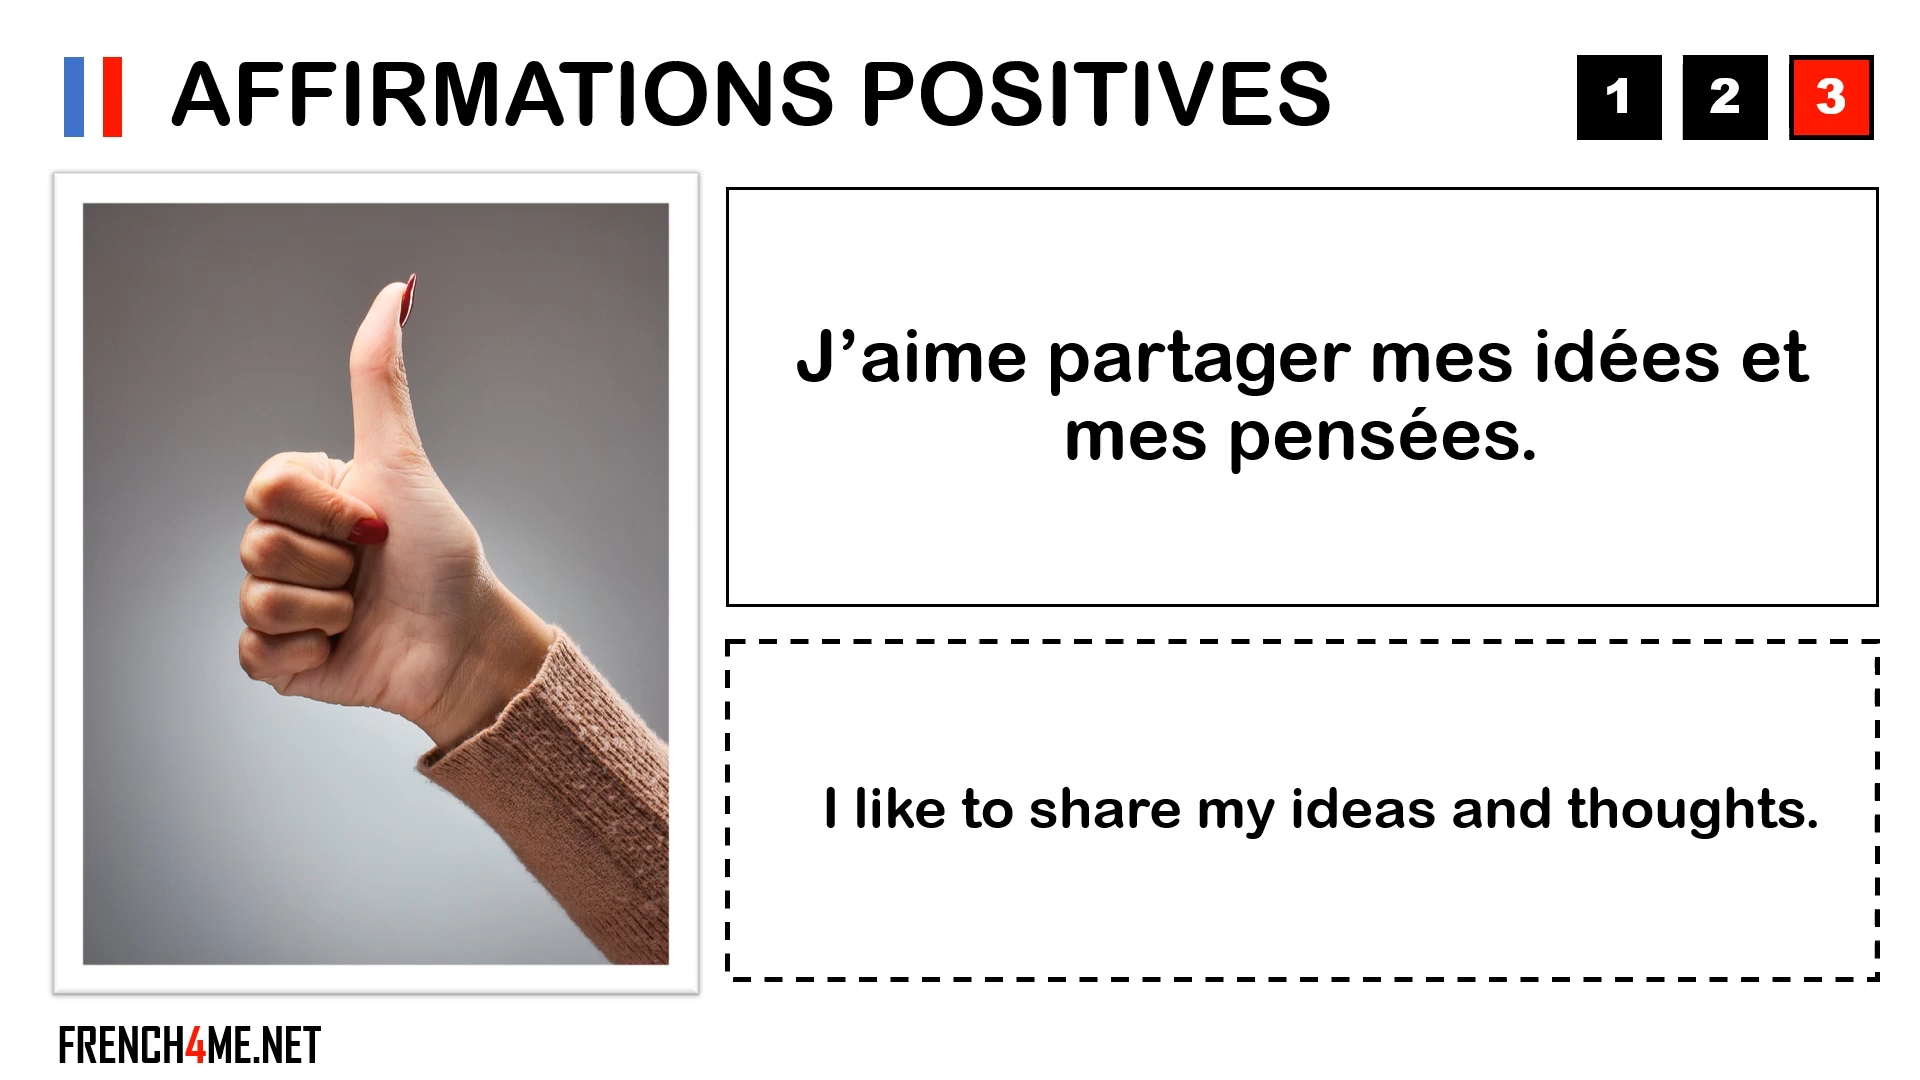 AFFIRMATIONS POSITIVES
1 2 3
J’aime partager mes idées et
mes pensées.
I like to share my ideas and thoughts.
FRENCH4ME.NET